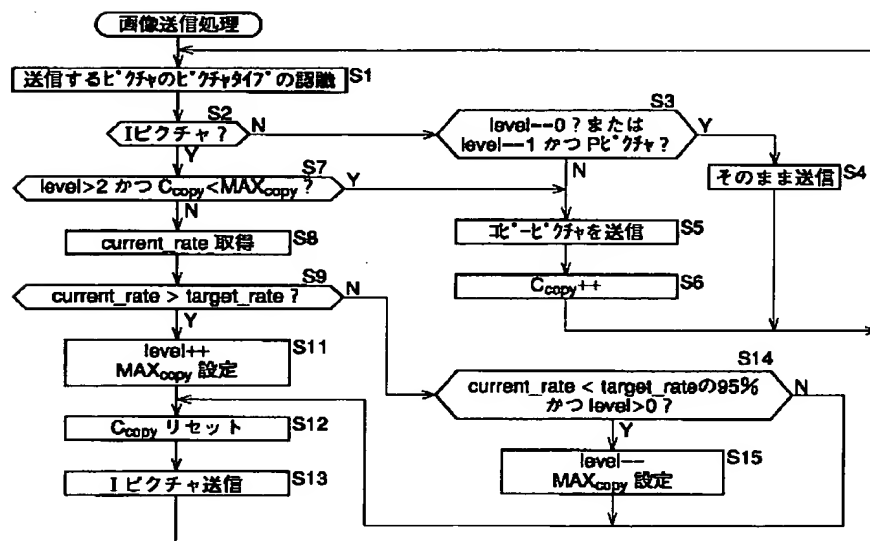 画像送信処理
送信するピクチャのピクチャタイプの認識
S1
Iピクチャ?
S2
N
Y
level==0?または
level==1 かつ Pピクチャ?
S3
Y
N
そのまま送信
S4
level>2 かつ Ccopy<MAXcopy ?
S7
Y
N
コピーピクチャを送信
S5
current_rate 取得
S8
Ccopy++
S6
current_rate > target_rate ?
S9
N
Y
level++
MAXcopy 設定
S11
current_rate < target_rateの95%
かつ level>0 ?
S14
N
Y
Ccopy リセット
S12
level--
MAXcopy 設定
S15
I ピクチャ送信
S13